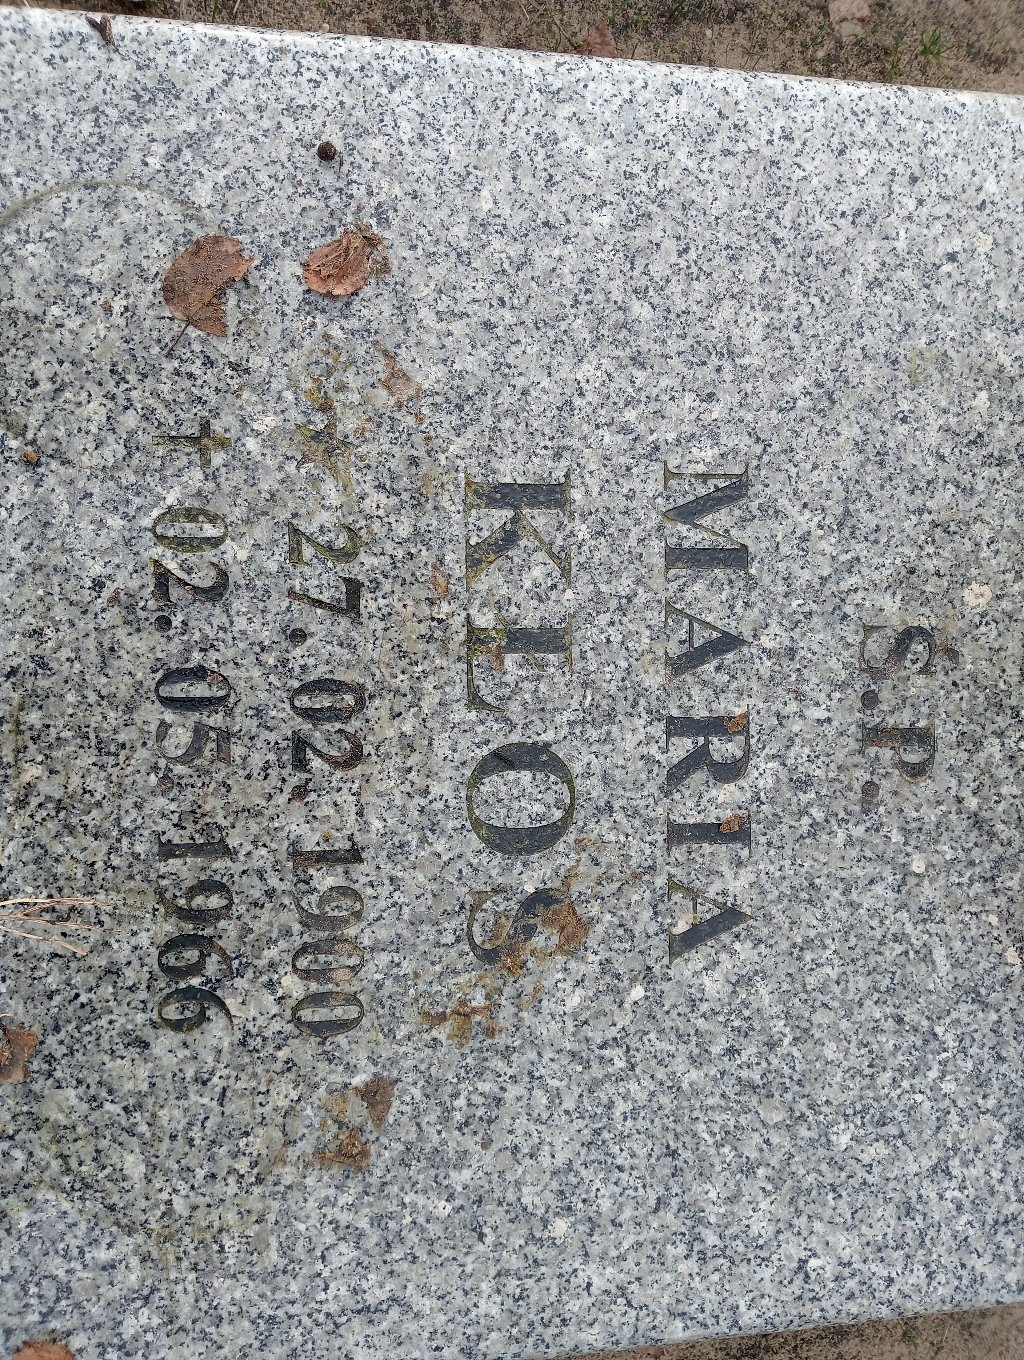 Ś.P.
MARIA
KŁOS
★ 27.02.1900
✝ 02.05.1966